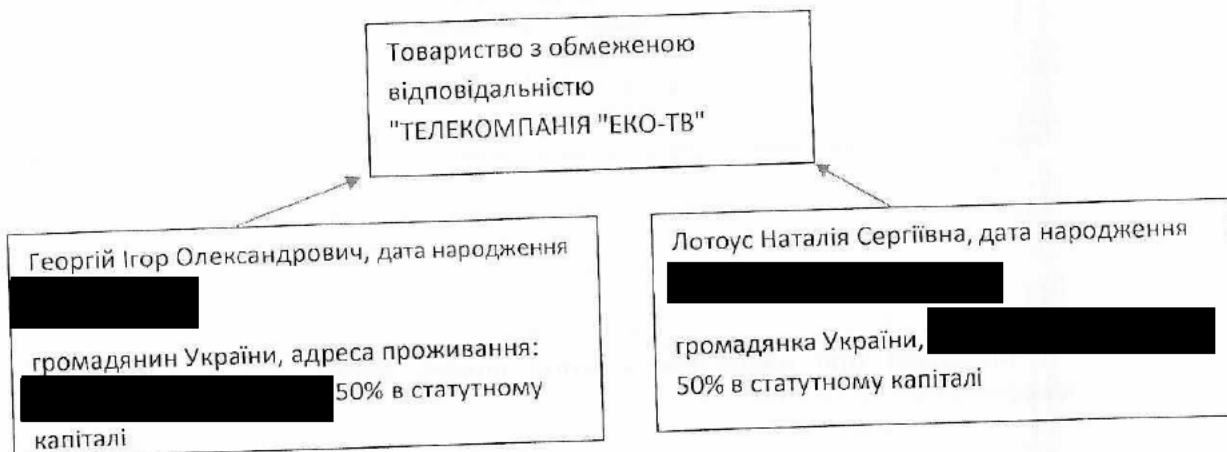 Товариство з обмеженою
відповідальністю
"ТЕЛЕКОМПАНІЯ "ЕКО-ТВ"
Георгій Ігор Олександрович, дата народження
громадянин України, адреса проживання:
50% в статутному
капіталі
Лотоус Наталія Сергіївна, дата народження
громадянка України,
50% в статутному капіталі